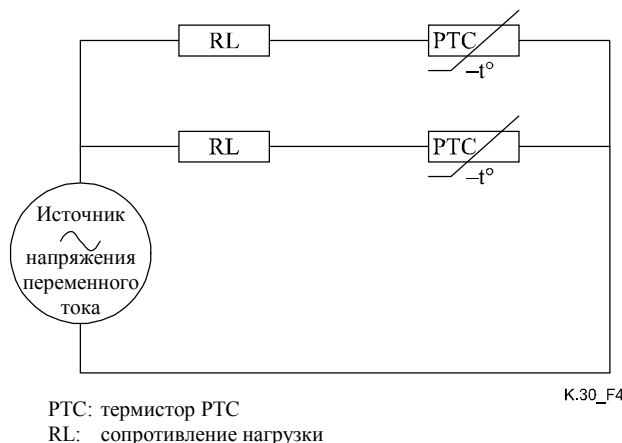 RL PTC
–t°
RL PTC
–t°
Источник
напряжения
переменного
тока
K.30_F4
PTC: термистор PTC
RL: сопротивление нагрузки